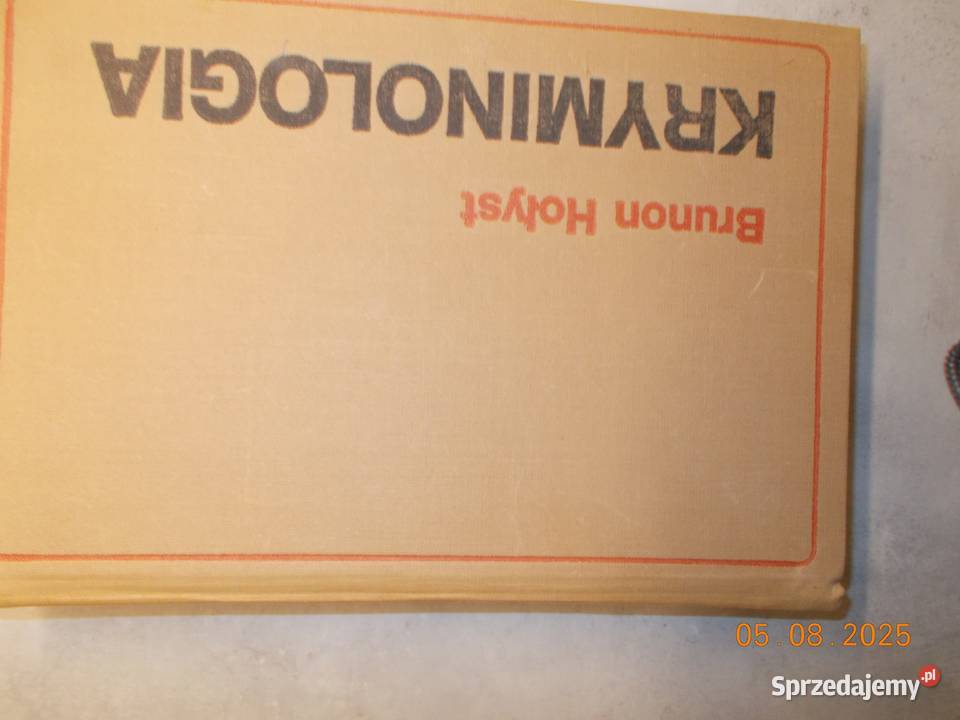 Brunon Hołyst
KRYMINOLOGIA
05.08.2025
Sprzedajemy.pl